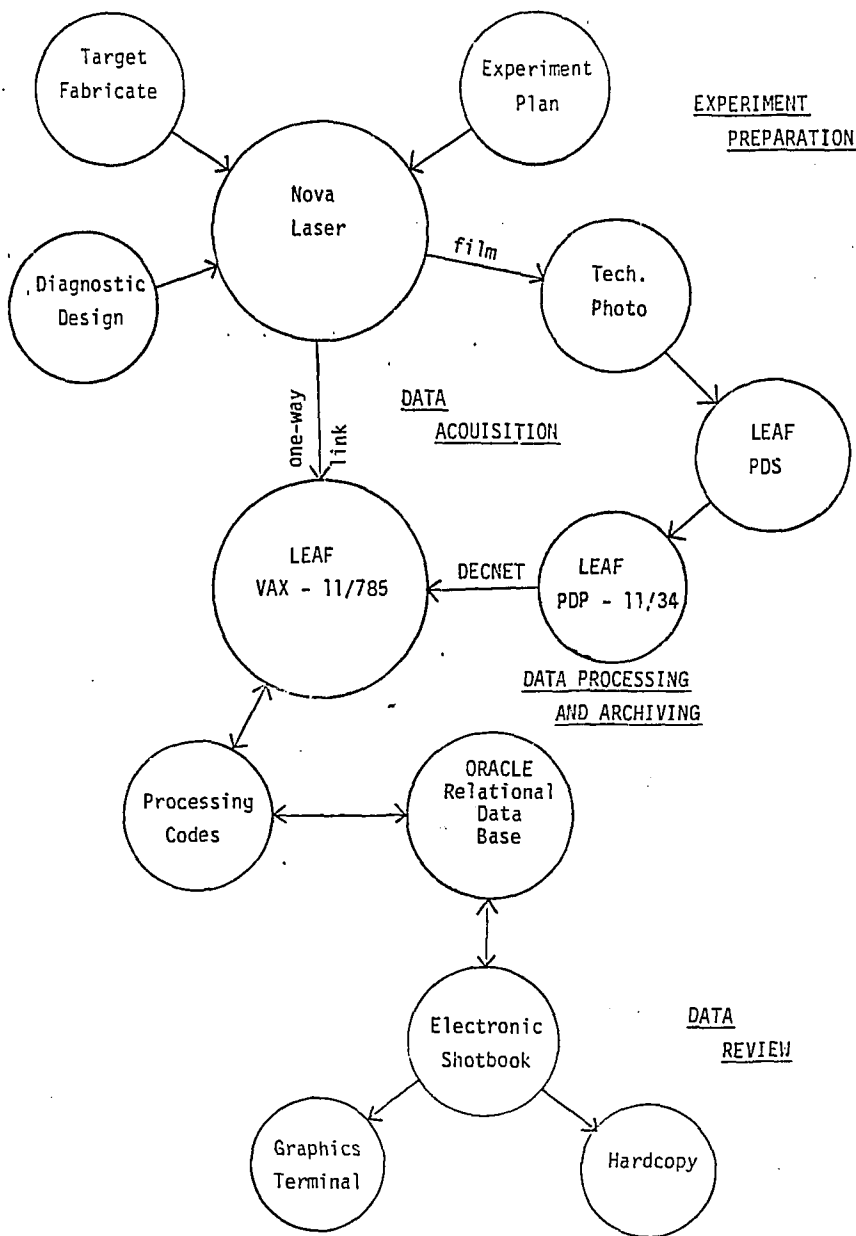 Target
Fabricate
Experiment
Plan
EXPERIMENT
PREPARATION
Nova
Laser
film
Diagnostic
Design
Tech.
Photo
one-way
link
DATA
ACOUISITION
LEAF
PDS
LEAF
VAX - 11/785
DECNET
LEAF
PDP - 11/34
DATA PROCESSING
AND ARCHIVING
Processing
Codes
ORACLE
Relational
Data
Base
Electronic
Shotbook
DATA
REVIEW
Graphics
Terminal
Hardcopy